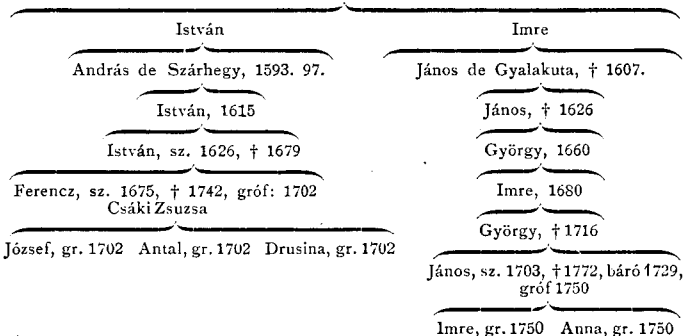 István
Imre
András de Szárhegy, 1593. 97.
János de Gyalakuta, † 1607.
István, 1615
János, † 1626
István, sz. 1626, † 1679
György, 1660
Ferencz, sz. 1675, † 1742, gróf: 1702
Csáki Zsuzsa
Imre, 1680
György, † 1716
József, gr. 1702 Antal, gr. 1702 Drusina, gr. 1702
János, sz. 1703, † 1772, báró 1729,
gróf 1750
Imre, gr. 1750 Anna, gr. 1750